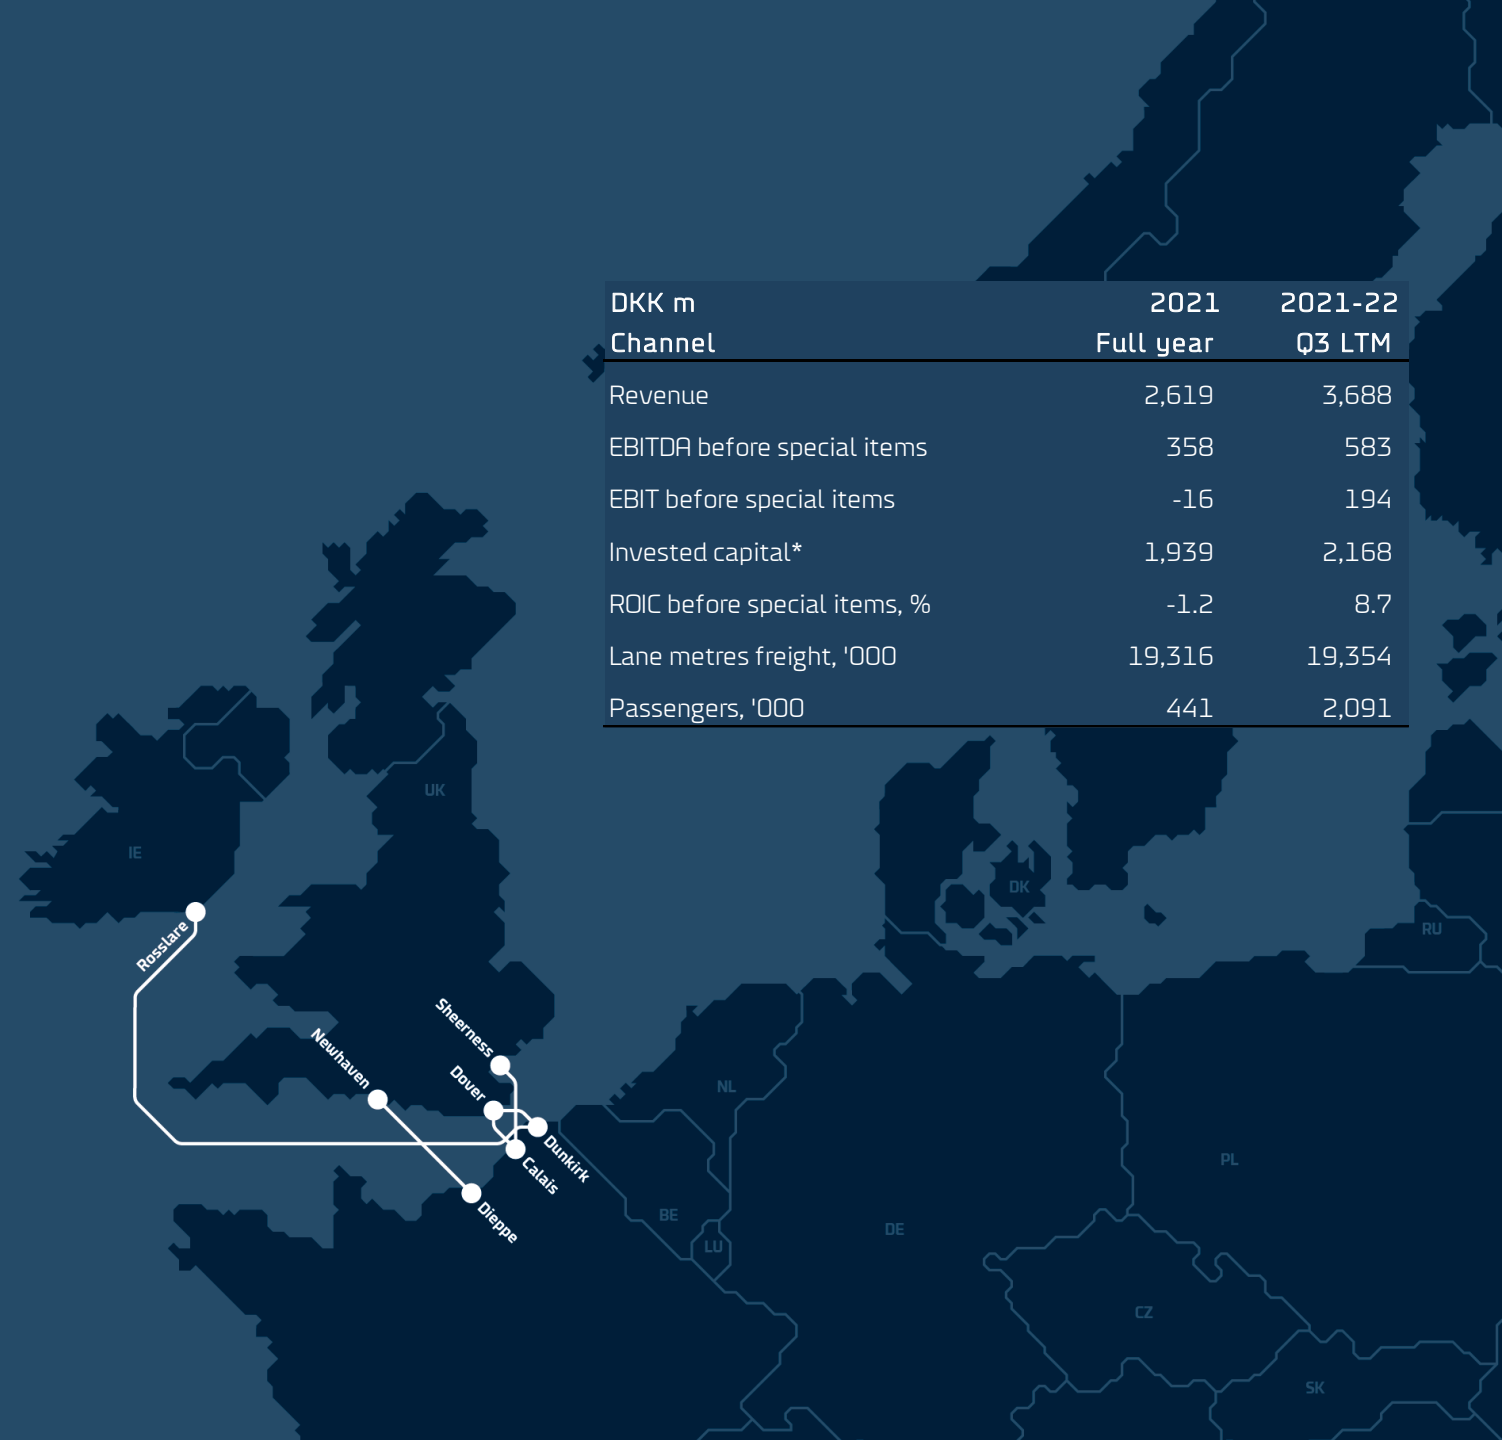 DKK m 2021 2021-22
Channel Full year Q3 LTM
Revenue 2,619 3,688
EBITDA before special items 358 583
EBIT before special items -16 194
Invested capital* 1,939 2,168
ROIC before special items, % -1.2 8.7
Lane metres freight, '000 19,316 19,354
Passengers, '000 441 2,091
UK
IE
DK
RU
Rosslare
Sheerness
Newhaven
Dover
NL
Dunkirk
Calais
PL
Dieppe
BE
DE
LU
CZ
SK